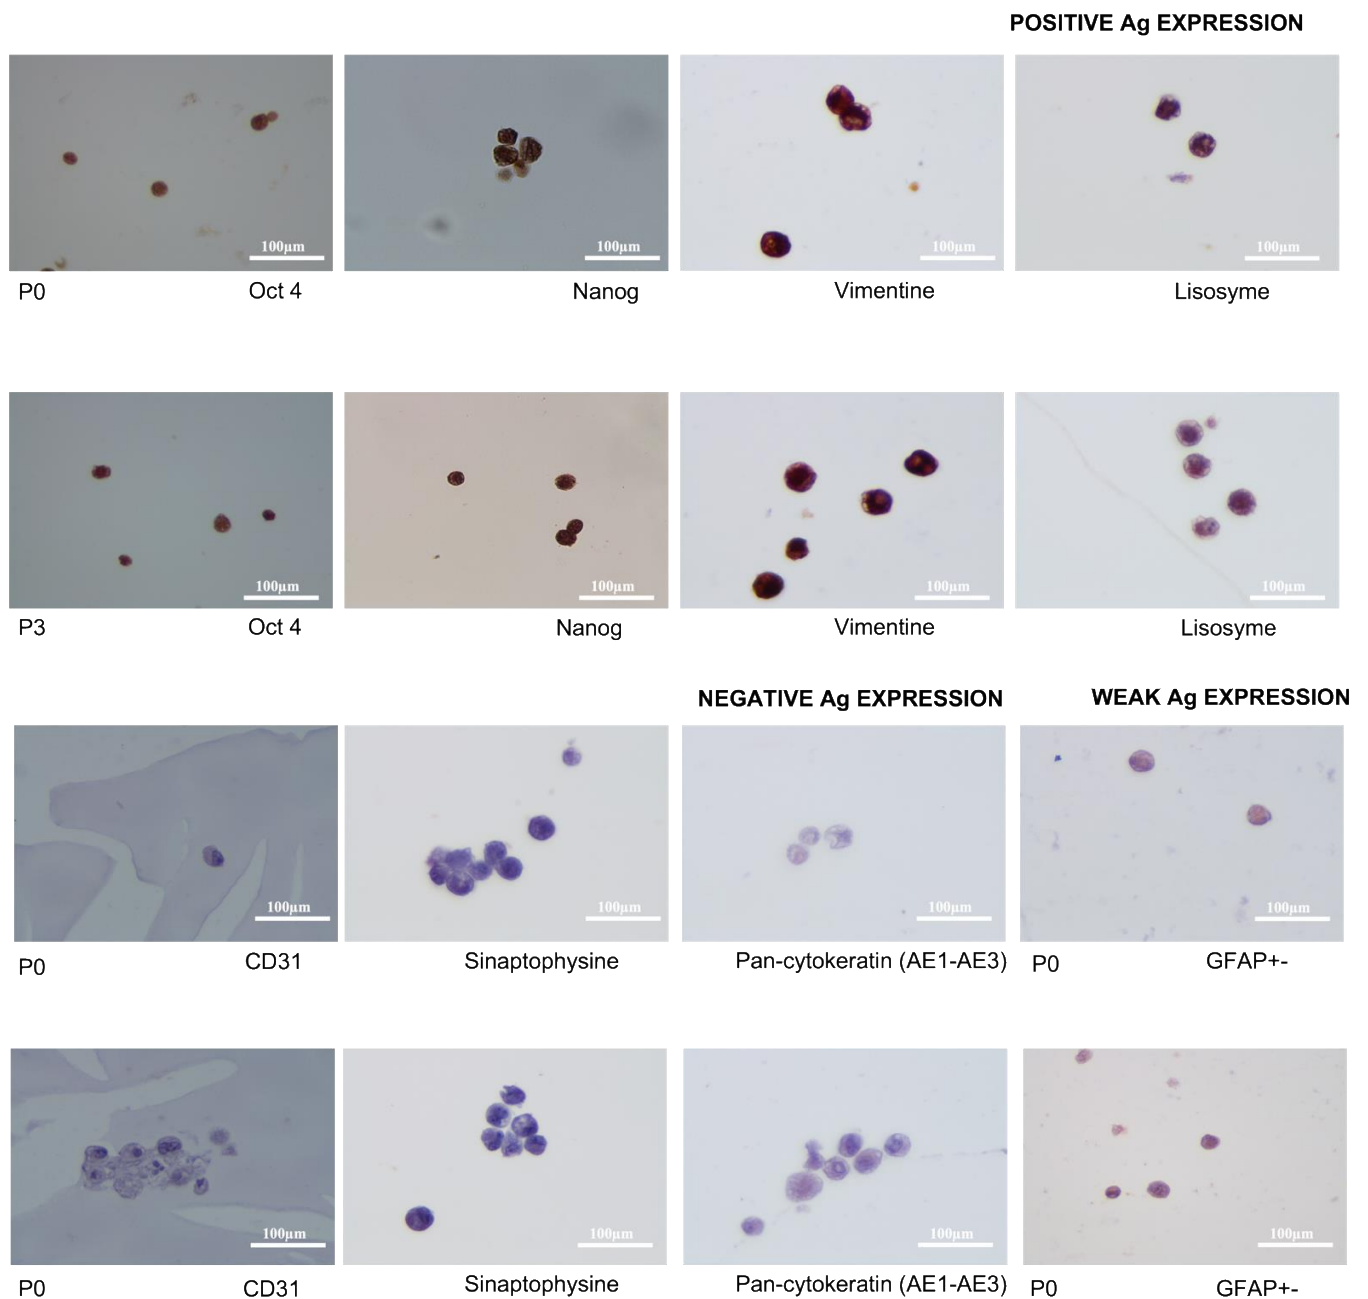 POSITIVE Ag EXPRESSION
100µm 100µm 100µm 100µm
P0 Oct 4 Nanog Vimentine Lisosyme
100µm 100µm 100µm 100µm
P3 Oct 4 Nanog Vimentine Lisosyme
NEGATIVE Ag EXPRESSION WEAK Ag EXPRESSION
100µm 100µm 100µm 100µm
P0 CD31 Sinaptophysine Pan-cytokeratin (AE1-AE3) P0 GFAP+-
100µm 100µm 100µm 100µm
P0 CD31 Sinaptophysine Pan-cytokeratin (AE1-AE3) P0 GFAP+-